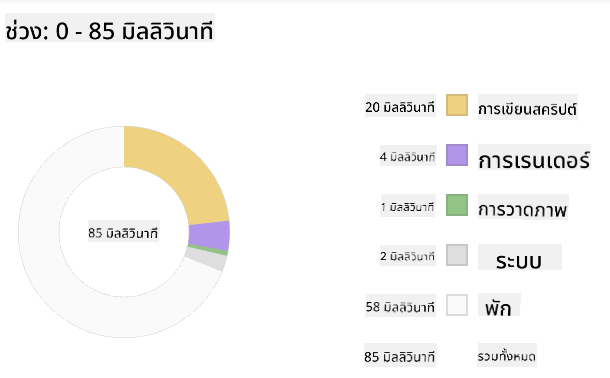 ช่วง: 0 - 85 มิลลิวินาที
20 มิลลิวินาที การเขียนสคริปต์
4 มิลลิวินาที การเรนเดอร์
1 มิลลิวินาที การวาดภาพ
85 มิลลิวินาที
2 มิลลิวินาที ระบบ
58 มิลลิวินาที พัก
85 มิลลิวินาที รวมทั้งหมด